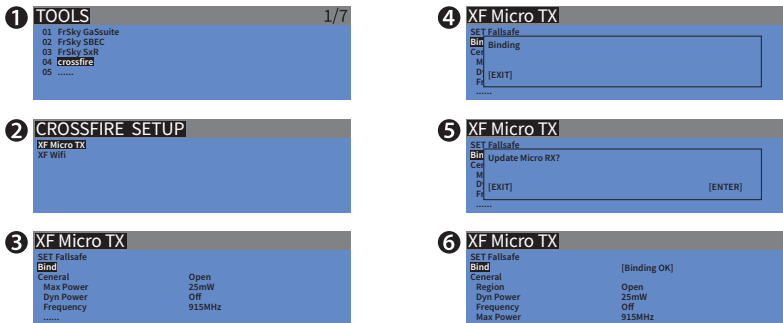 1 TOOLS 1/7
01 FrSky GaSsuite
02 FrSky SBEC
03 FrSky SxR
04 crossfire
05 ......
2 CROSSFIRE SETUP
XF Micro TX
XF Wifi
3 XF Micro TX
SET Fallsafe
Bind
Ceneral Open
Max Power 25mW
Dyn Power Off
Frequency 915MHz
......
4 XF Micro TX
SET Fallsafe
Bin Binding
Cer
M
D [EXIT]
Fr
......
5 XF Micro TX
SET Fallsafe
Bin Update Micro RX?
Cer
M
D [EXIT] [ENTER]
Fr
......
6 XF Micro TX
SET Fallsafe
Bind [Binding OK]
Ceneral
Region Open
Dyn Power 25mW
Frequency Off
Max Power 915MHz